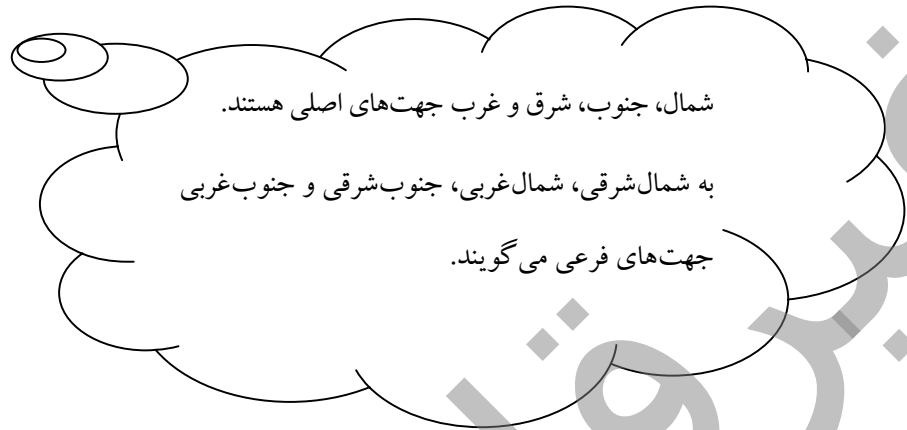 شمال، جنوب، شرق و غرب جهت‌های اصلی هستند.
به شمال‌شرقی، شمال‌غربی، جنوب‌شرقی و جنوب‌غربی
جهت‌های فرعی می‌گویند.